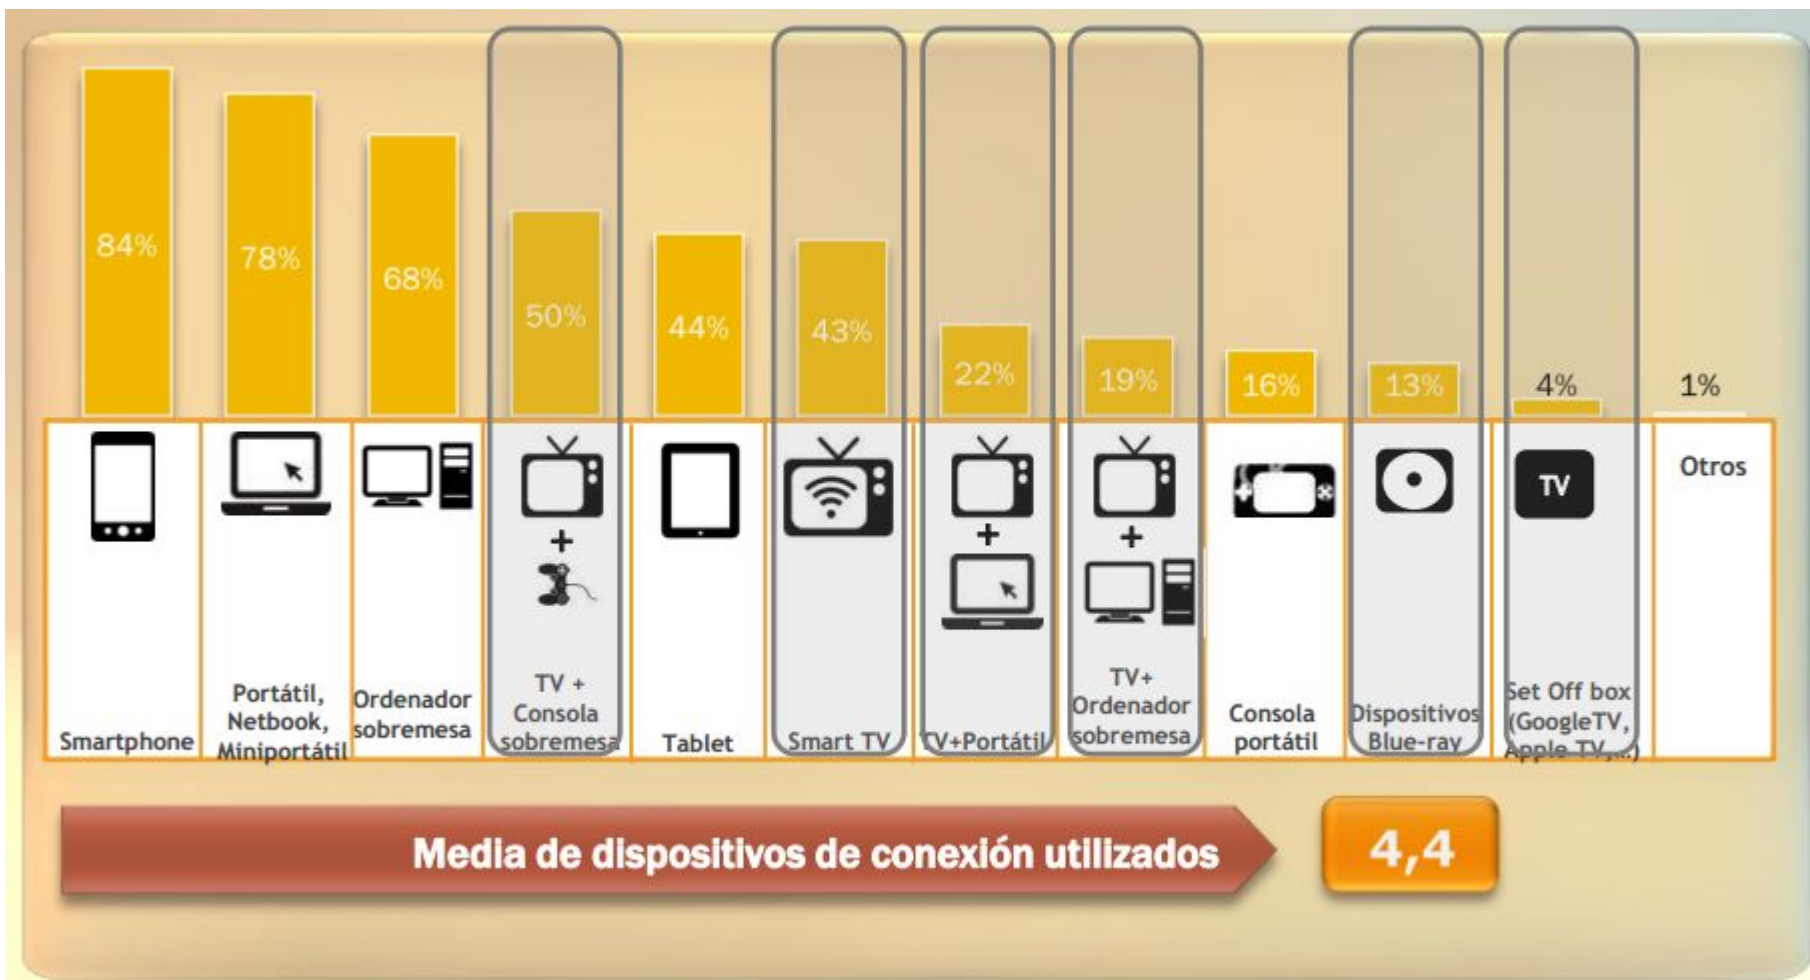 84%
78%
68%
50%
44%
43%
22%
19%
16%
13%
4%
1%
Smartphone
Portátil,
Netbook,
Miniportátil
Ordenador
sobremesa
TV +
Consola
sobremesa
Tablet
Smart TV
TV+Portátil
TV+
Ordenador
sobremesa
Consola
portátil
Dispositivos
Blue-ray
TV
Set Off box
(GoogleTV,
Apple TV,…)
Otros
Media de dispositivos de conexión utilizados
4,4